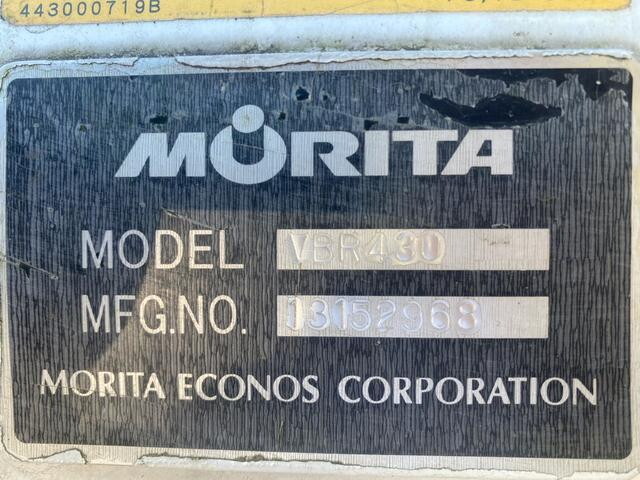 443000719B
MORITA
MODEL VBR430
MFG.NO. 13152968
MORITA ECONOS CORPORATION